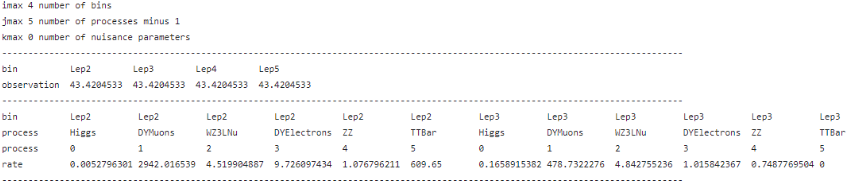 imax 4 number of bins
jmax 5 number of processes minus 1
kmax 0 number of nuisance parameters
----------------------------------------------------------------------------------------------------
bin Lep2 Lep3 Lep4 Lep5
observation 43.4204533 43.4204533 43.4204533 43.4204533
----------------------------------------------------------------------------------------------------
bin Lep2 Lep2 Lep2 Lep2 Lep2 Lep2 Lep3 Lep3 Lep3 Lep3 Lep3 Lep3
process Higgs DYMuons WZ3LNu DYElectrons ZZ TTBar Higgs DYMuons WZ3LNu DYElectrons ZZ TTBar
process 0 1 2 3 4 5 0 1 2 3 4 5
rate 0.0052796301 2942.016539 4.519904887 9.726097434 1.076796211 609.65 0.1658915382 478.7322276 4.842755236 1.015842367 0.7487769504 0
----------------------------------------------------------------------------------------------------